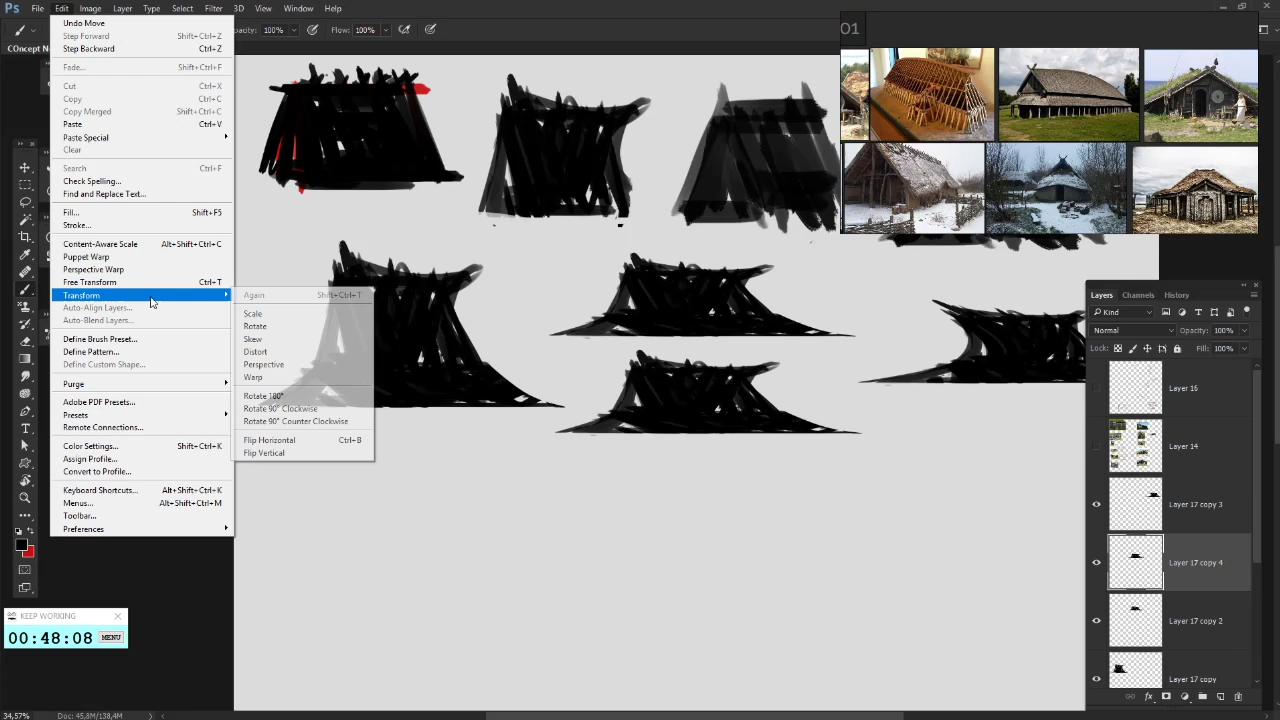 Ps File Edit Image Layer Type Select Filter 3D View Window Help
pacity: 100% Flow: 100%
COncept N
01
Undo Move
Step Forward Shift+Ctrl+Z
Step Backward Ctrl+Z
Fade... Shift+Ctrl+F
Cut Ctrl+X
Copy Ctrl+C
Copy Merged Shift+Ctrl+C
Paste Ctrl+V
Paste Special
Clear
Search Ctrl+F
Check Spelling...
Find and Replace Text...
Fill... Shift+F5
Stroke...
Content-Aware Scale Alt+Shift+Ctrl+C
Puppet Warp
Perspective Warp
Free Transform Ctrl+T
Transform
Auto-Align Layers...
Auto-Blend Layers...
Define Brush Preset...
Define Pattern...
Define Custom Shape...
Purge
Adobe PDF Presets...
Presets
Remote Connections...
Color Settings... Shift+Ctrl+K
Assign Profile...
Convert to Profile...
Keyboard Shortcuts... Alt+Shift+Ctrl+K
Menus... Alt+Shift+Ctrl+M
Toolbar...
Preferences
Again Shift+Ctrl+T
Scale
Rotate
Skew
Distort
Perspective
Warp
Rotate 180°
Rotate 90° Clockwise
Rotate 90° Counter Clockwise
Flip Horizontal Ctrl+B
Flip Vertical
Layers Channels History
Kind
Normal Opacity: 100%
Lock: Fill: 100%
Layer 16
Layer 14
Layer 17 copy 3
Layer 17 copy 4
Layer 17 copy 2
Layer 17 copy
KEEP WORKING
00:48:08 MENU
34,57% Doc: 45,8M/138,4M